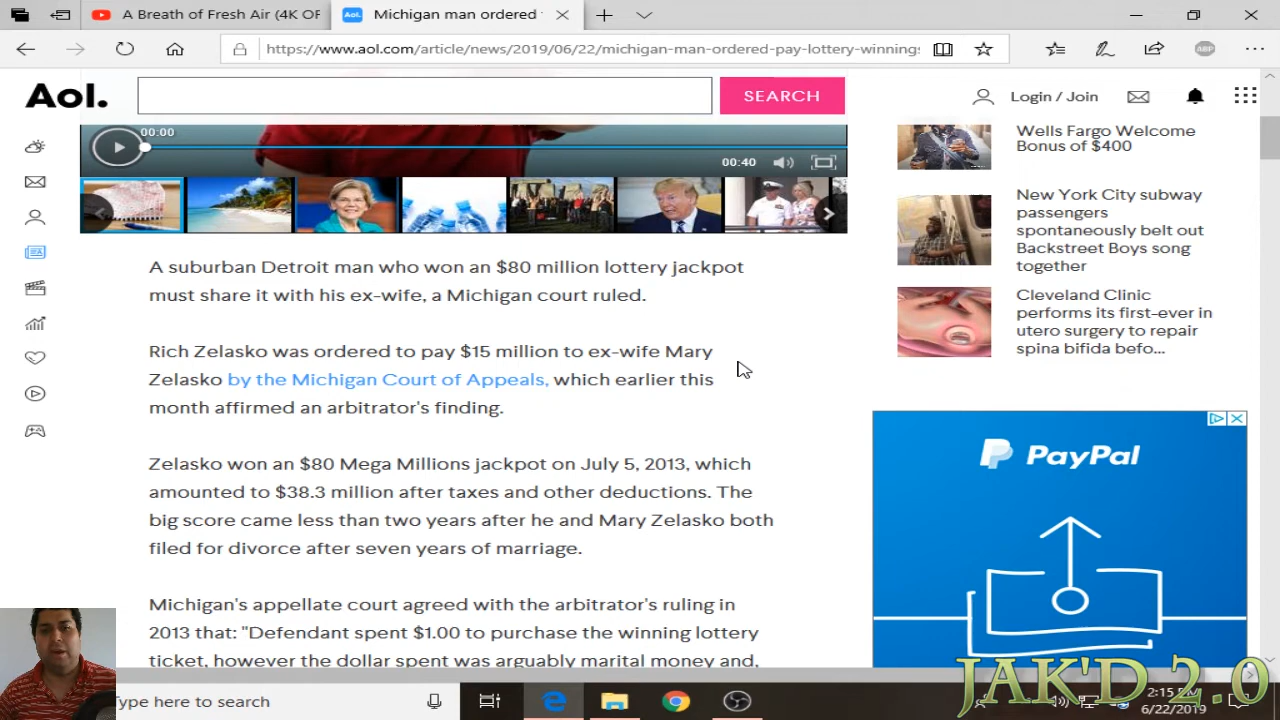 A Breath of Fresh Air (4K OF
Aol.
Michigan man ordered
https://www.aol.com/article/news/2019/06/22/michigan-man-ordered-pay-lottery-winnings
ABP
Aol.
SEARCH
Login / Join
00:00
00:40
Wells Fargo Welcome
Bonus of $400
New York City subway
passengers
spontaneously belt out
Backstreet Boys song
together
Cleveland Clinic
performs its first-ever in
utero surgery to repair
spina bifida befo...
A suburban Detroit man who won an $80 million lottery jackpot
must share it with his ex-wife, a Michigan court ruled.
Rich Zelasko was ordered to pay $15 million to ex-wife Mary
Zelasko by the Michigan Court of Appeals, which earlier this
month affirmed an arbitrator's finding.
Zelasko won an $80 Mega Millions jackpot on July 5, 2013, which
amounted to $38.3 million after taxes and other deductions. The
big score came less than two years after he and Mary Zelasko both
filed for divorce after seven years of marriage.
Michigan's appellate court agreed with the arbitrator's ruling in
2013 that: "Defendant spent $1.00 to purchase the winning lottery
ticket, however the dollar spent was arguably marital money and,
PayPal
Type here to search
JAK'D 2.0
2:15 PM
6/22/2019